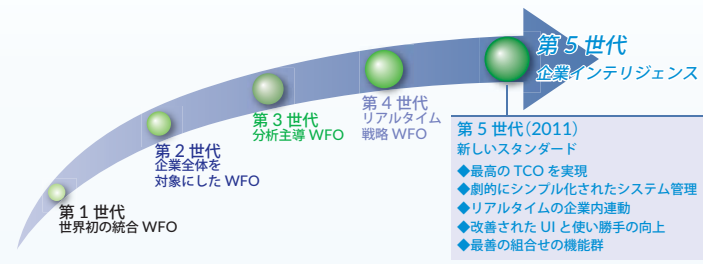 第 5 世代
企業インテリジェンス
第 4 世代
リアルタイム
戦略 WFO
第 3 世代
分析主導 WFO
第 2 世代
企業全体を
対象にした WFO
第 1 世代
世界初の統合 WFO
第 5 世代（2011）
新しいスタンダード
◆最高の TCO を実現
◆劇的にシンプル化されたシステム管理
◆リアルタイムの企業内連動
◆改善された UI と使い勝手の向上
◆最善の組合せの機能群